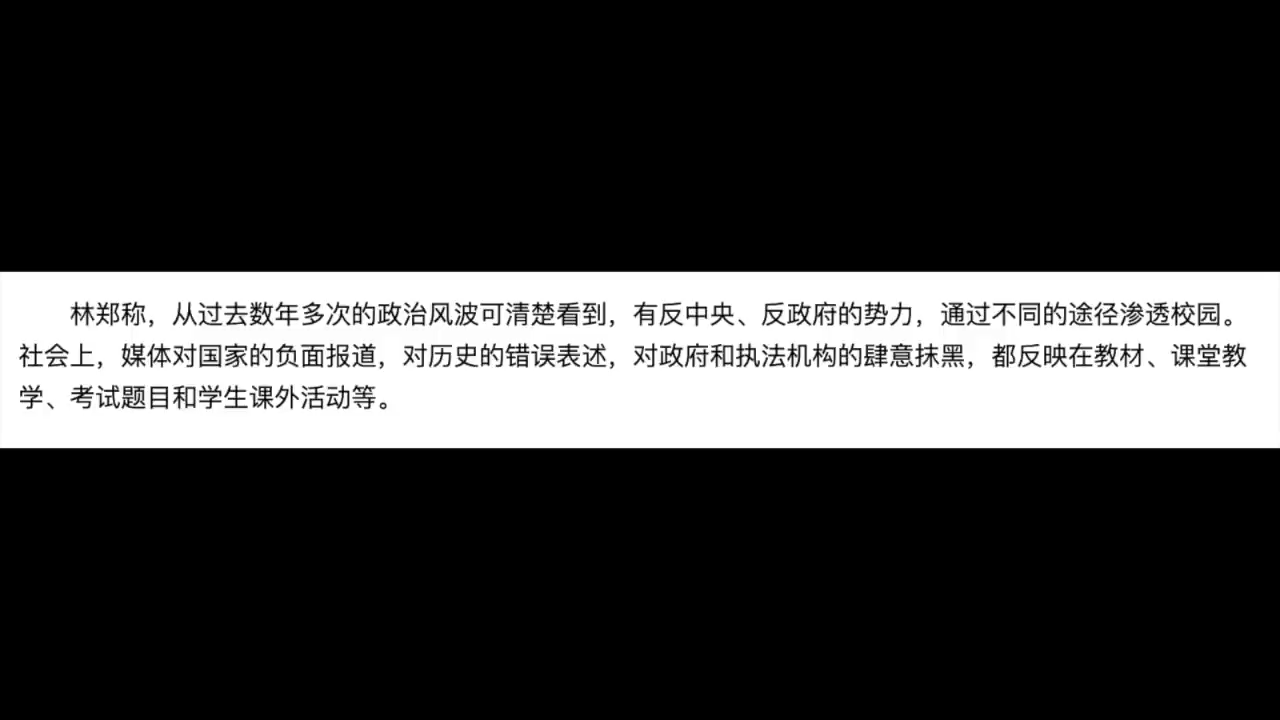 林郑称，从过去数年多次的政治风波可清楚看到，有反中央、反政府的势力，通过不同的途径渗透校园。
社会上，媒体对国家的负面报道，对历史的错误表述，对政府和执法机构的肆意抹黑，都反映在教材、课堂教
学、考试题目和学生课外活动等。